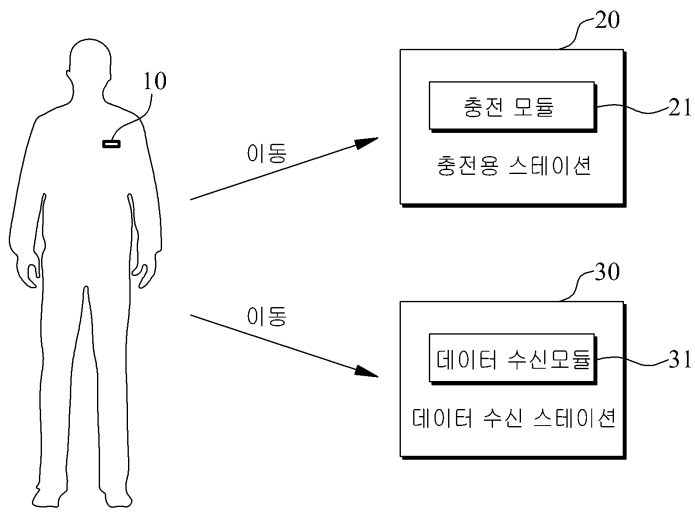 20
10
충전 모듈
21
이동
충전용 스테이션
30
이동
데이터 수신모듈
31
데이터 수신 스테이션